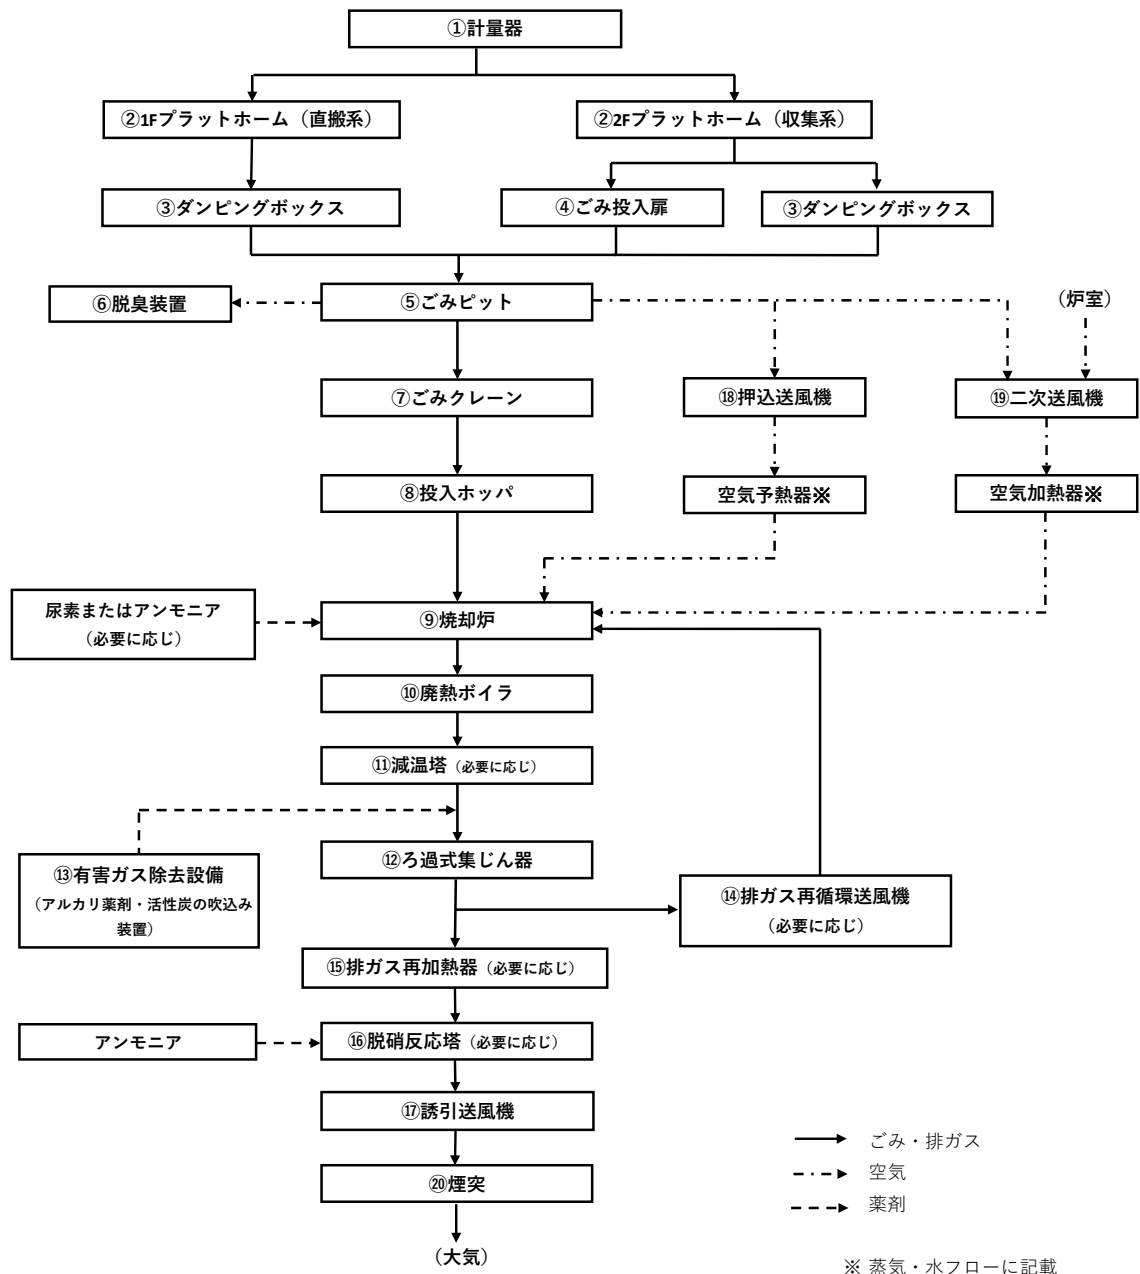 ①計量器
②1Fプラットホーム（直搬系）
②2Fプラットホーム（収集系）
③ダンピングボックス
④ごみ投入扉
③ダンピングボックス
⑥脱臭装置
⑤ごみピット
（炉室）
⑦ごみクレーン
⑱押込送風機
⑲二次送風機
⑧投入ホッパ
空気予熱器※
空気加熱器※
尿素またはアンモニア
（必要に応じ）
⑨焼却炉
⑩廃熱ボイラ
⑪減温塔（必要に応じ）
⑫ろ過式集じん器
⑬有害ガス除去設備
（アルカリ薬剤・活性炭の吹込み
装置）
⑭排ガス再循環送風機
（必要に応じ）
⑮排ガス再加熱器（必要に応じ）
アンモニア
⑯脱硝反応塔（必要に応じ）
⑰誘引送風機
⑳煙突
（大気）
ごみ・排ガス
空気
薬剤
※ 蒸気・水フローに記載